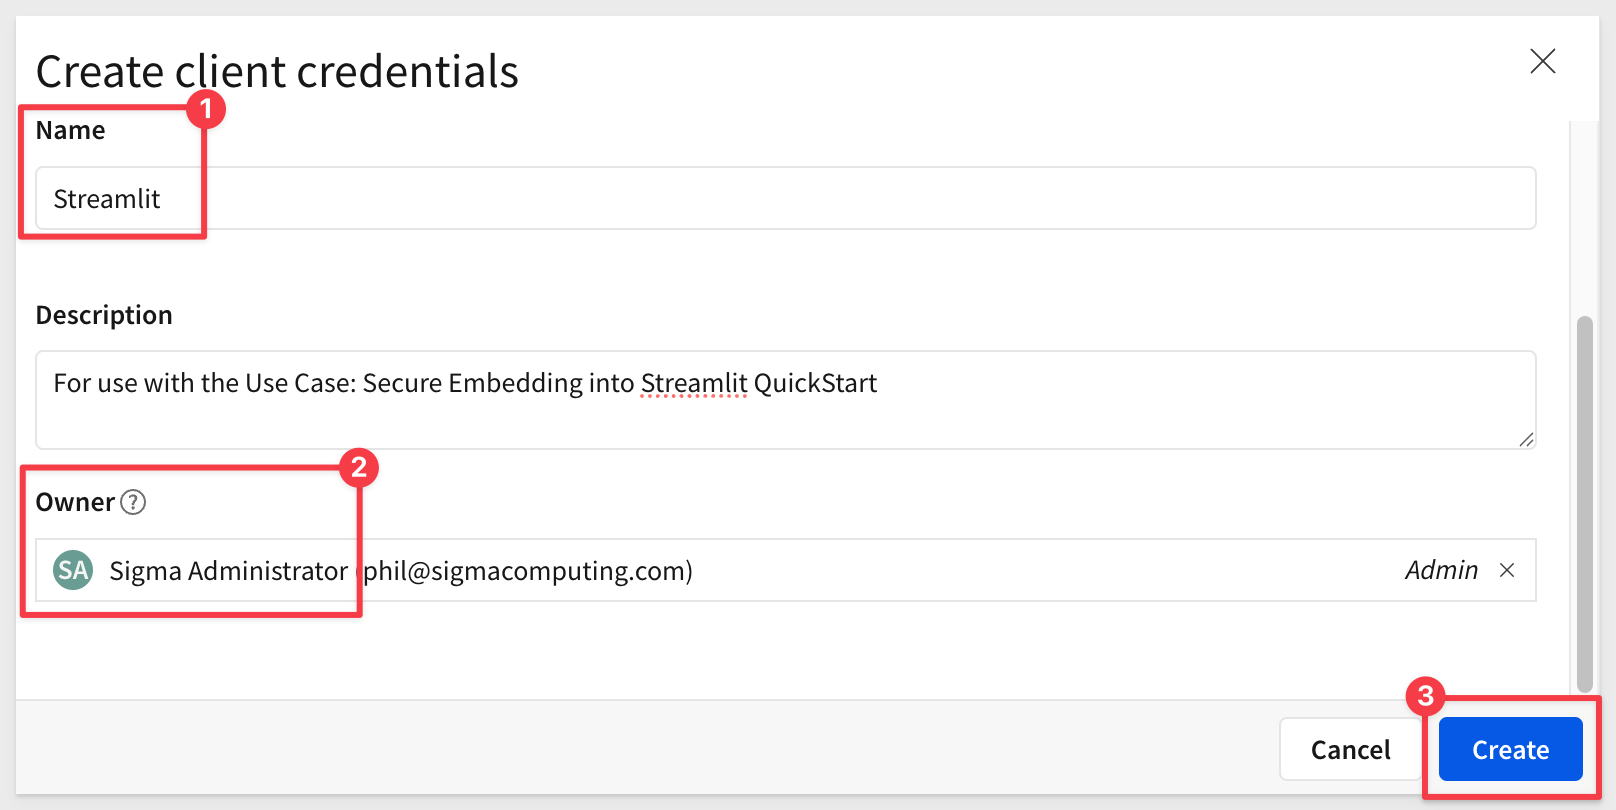 Create client credentials
1
Name
Streamlit
Description
For use with the Use Case: Secure Embedding into Streamlit QuickStart
2
Owner ?
SA Sigma Administrator (phil@sigmacomputing.com) Admin
3
Cancel Create